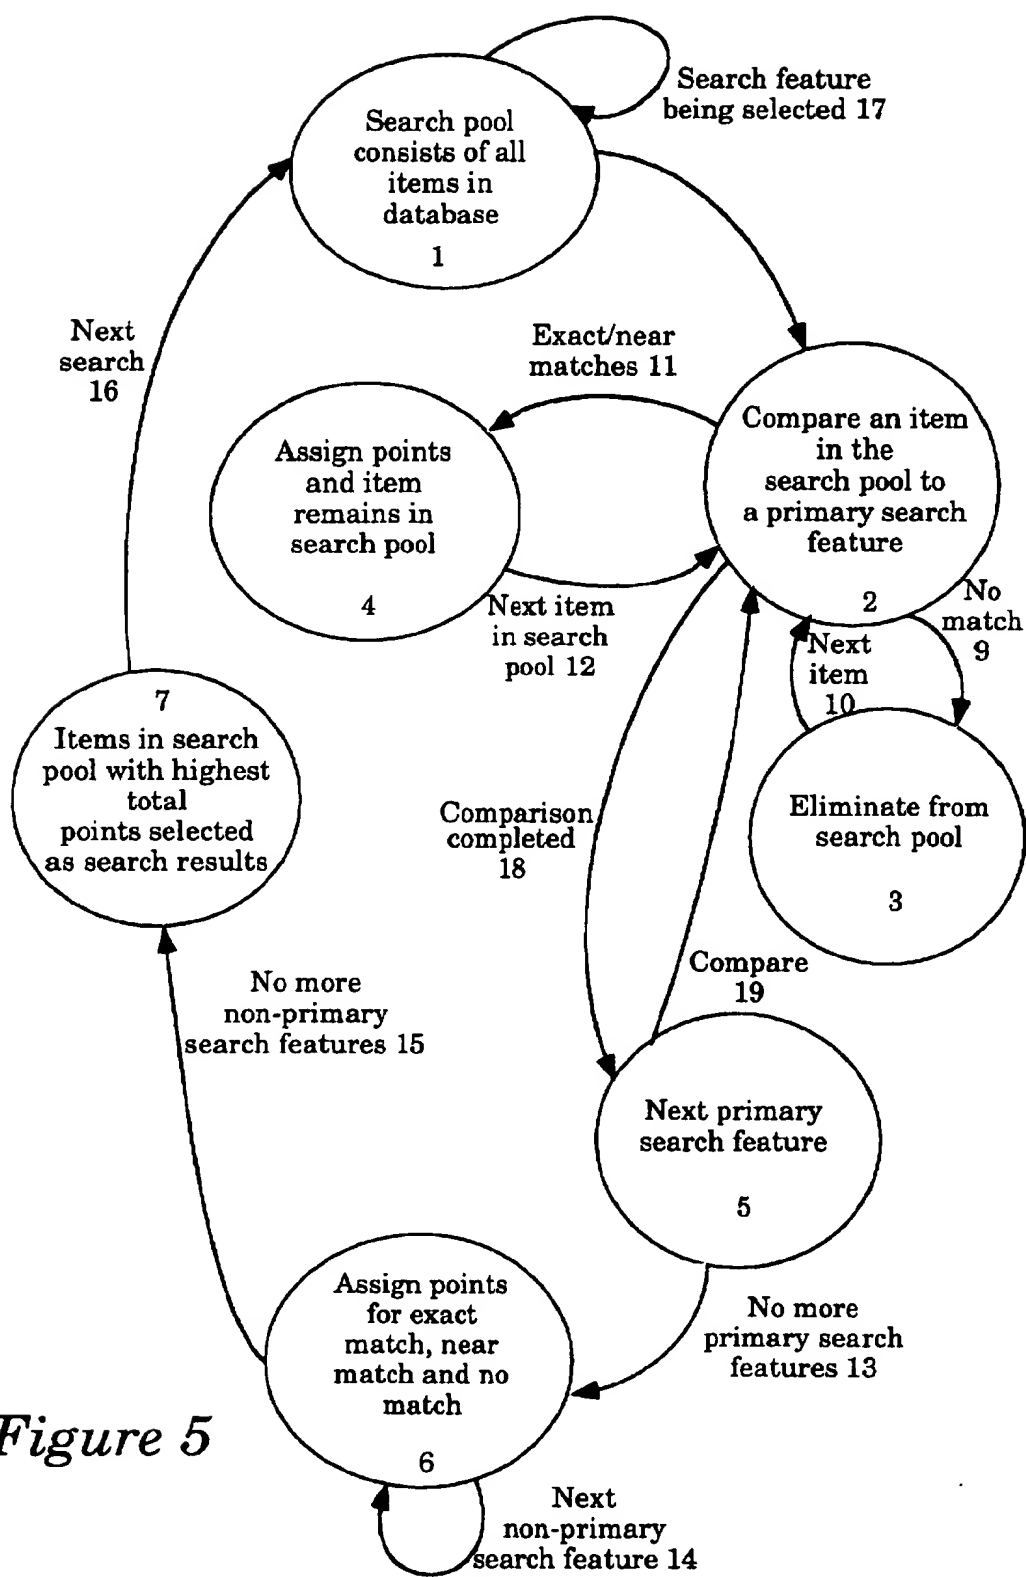 Search feature
being selected 17
Search pool
consists of all
items in
database
1
Next
search
16
Exact/near
matches 11
Compare an item
in the
search pool to
a primary search
feature
2
Assign points
and item
remains in
search pool
4
Next item
in search
pool 12
No
match
9
Next
item
10
7
Items in search
pool with highest
total
points selected
as search results
Eliminate from
search pool
3
Comparison
completed
18
Compare
19
No more
non-primary
search features 15
Next primary
search feature
5
Assign points
for exact
match, near
match and no
match
6
No more
primary search
features 13
Figure 5
Next
non-primary
search feature 14